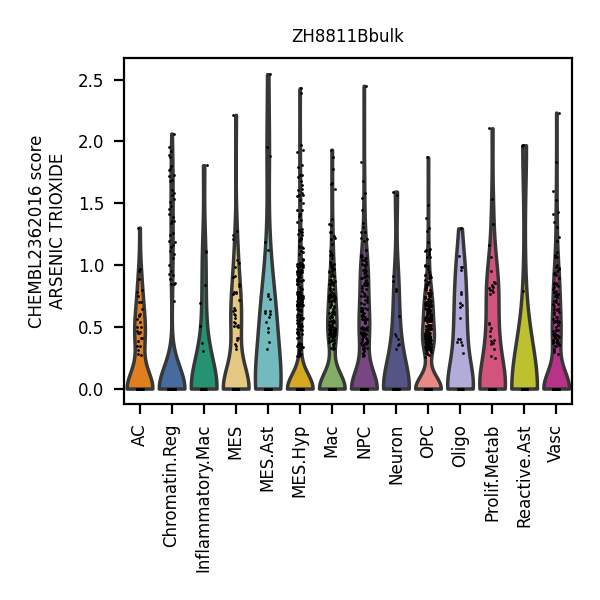 ZH8811Bbulk
CHEMBL2362016 score
ARSENIC TRIOXIDE
2.5
2.0
1.5
1.0
0.5
0.0
AC
Chromatin.Reg
Inflammatory.Mac
MES
MES.Ast
MES.Hyp
Mac
NPC
Neuron
OPC
Oligo
Prolif.Metab
Reactive.Ast
Vasc